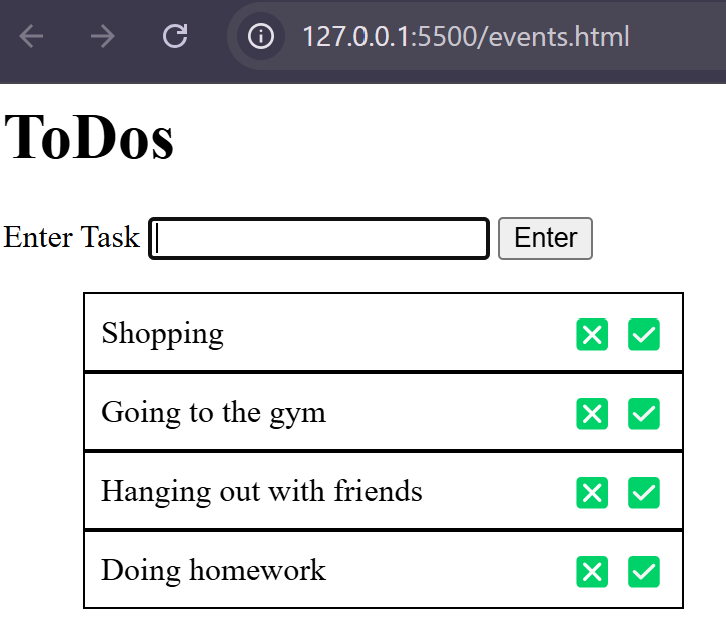 127.0.0.1:5500/events.html
ToDos
Enter Task Enter
Shopping
Going to the gym
Hanging out with friends
Doing homework